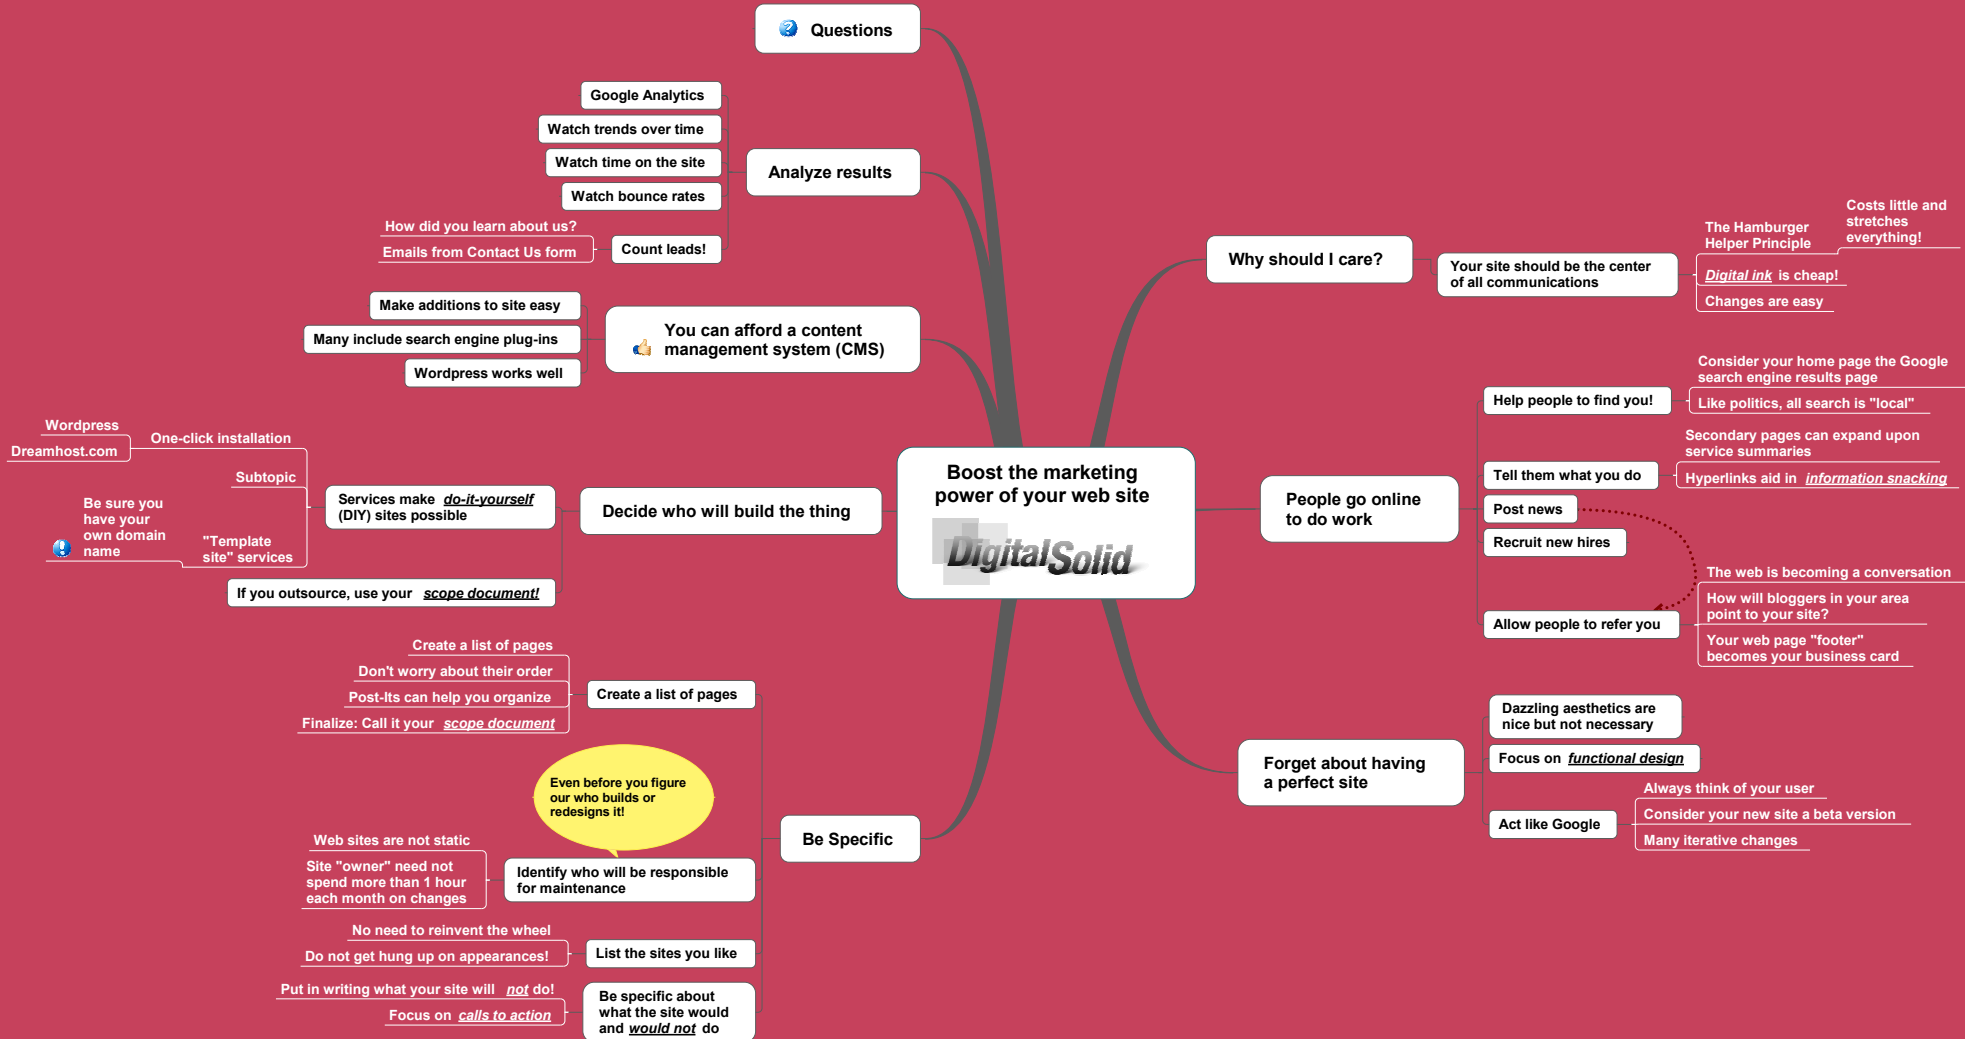 Boost the marketing
power of your web site
DigitalSolid
Why should I care?
Your site should be the center
of all communications
The Hamburger
Helper Principle
Costs little and
stretches
everything!
Digital ink is cheap!
Changes are easy
People go online
to do work
Help people to find you!
Consider your home page the Google
search engine results page
Like politics, all search is "local"
Tell them what you do
Secondary pages can expand upon
service summaries
Hyperlinks aid in information snacking
Post news
Recruit new hires
Allow people to refer you
The web is becoming a conversation
How will bloggers in your area
point to your site?
Your web page "footer"
becomes your business card
Forget about having
a perfect site
Dazzling aesthetics are
nice but not necessary
Focus on functional design
Act like Google
Always think of your user
Consider your new site a beta version
Many iterative changes
Questions
Analyze results
Google Analytics
Watch trends over time
Watch time on the site
Watch bounce rates
Count leads!
How did you learn about us?
Emails from Contact Us form
You can afford a content
management system (CMS)
Make additions to site easy
Many include search engine plug-ins
Wordpress works well
Decide who will build the thing
Services make do-it-yourself
(DIY) sites possible
One-click installation
Wordpress
Dreamhost.com
Subtopic
"Template
site" services
Be sure you
have your
own domain
name
If you outsource, use your scope document!
Be Specific
Create a list of pages
Create a list of pages
Don't worry about their order
Post-Its can help you organize
Finalize: Call it your scope document
Even before you figure
our who builds or
redesigns it!
Identify who will be responsible
for maintenance
Web sites are not static
Site "owner" need not
spend more than 1 hour
each month on changes
List the sites you like
No need to reinvent the wheel
Do not get hung up on appearances!
Be specific about
what the site would
and would not do
Put in writing what your site will not do!
Focus on calls to action